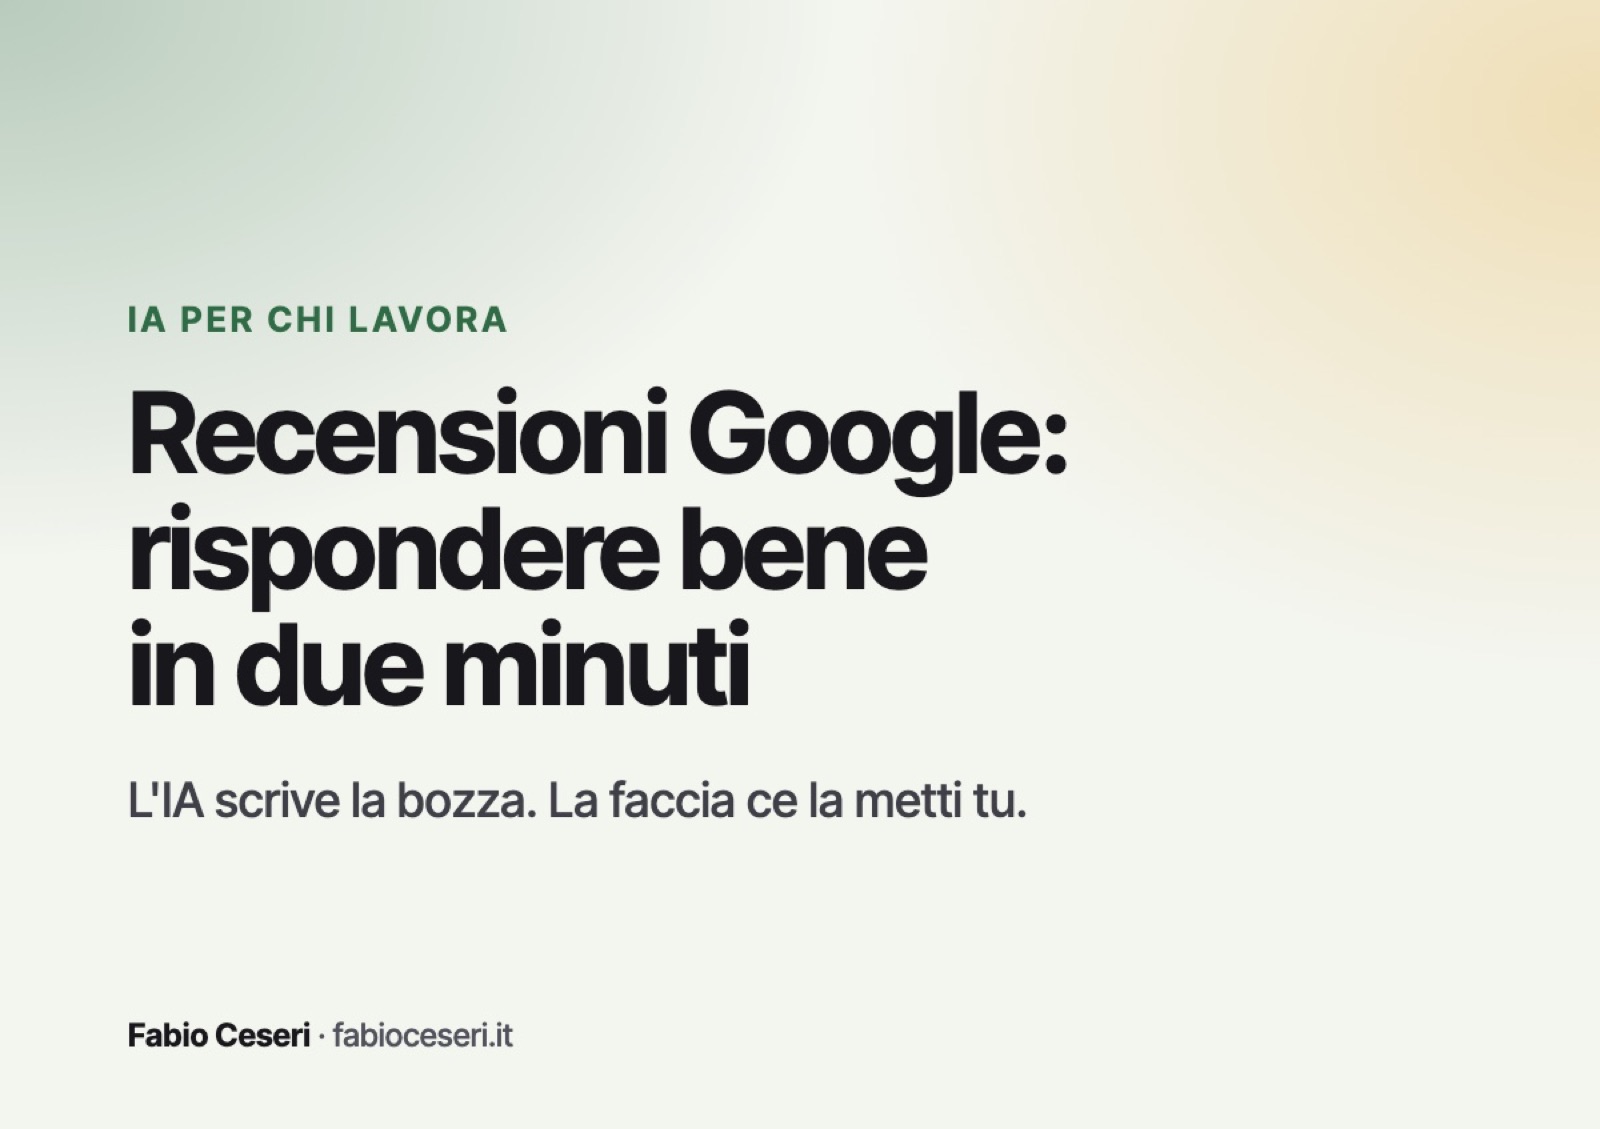 IA PER CHI LAVORA
Recensioni Google:
rispondere bene
in due minuti
L'IA scrive la bozza. La faccia ce la metti tu.
Fabio Ceseri · fabioceseri.it